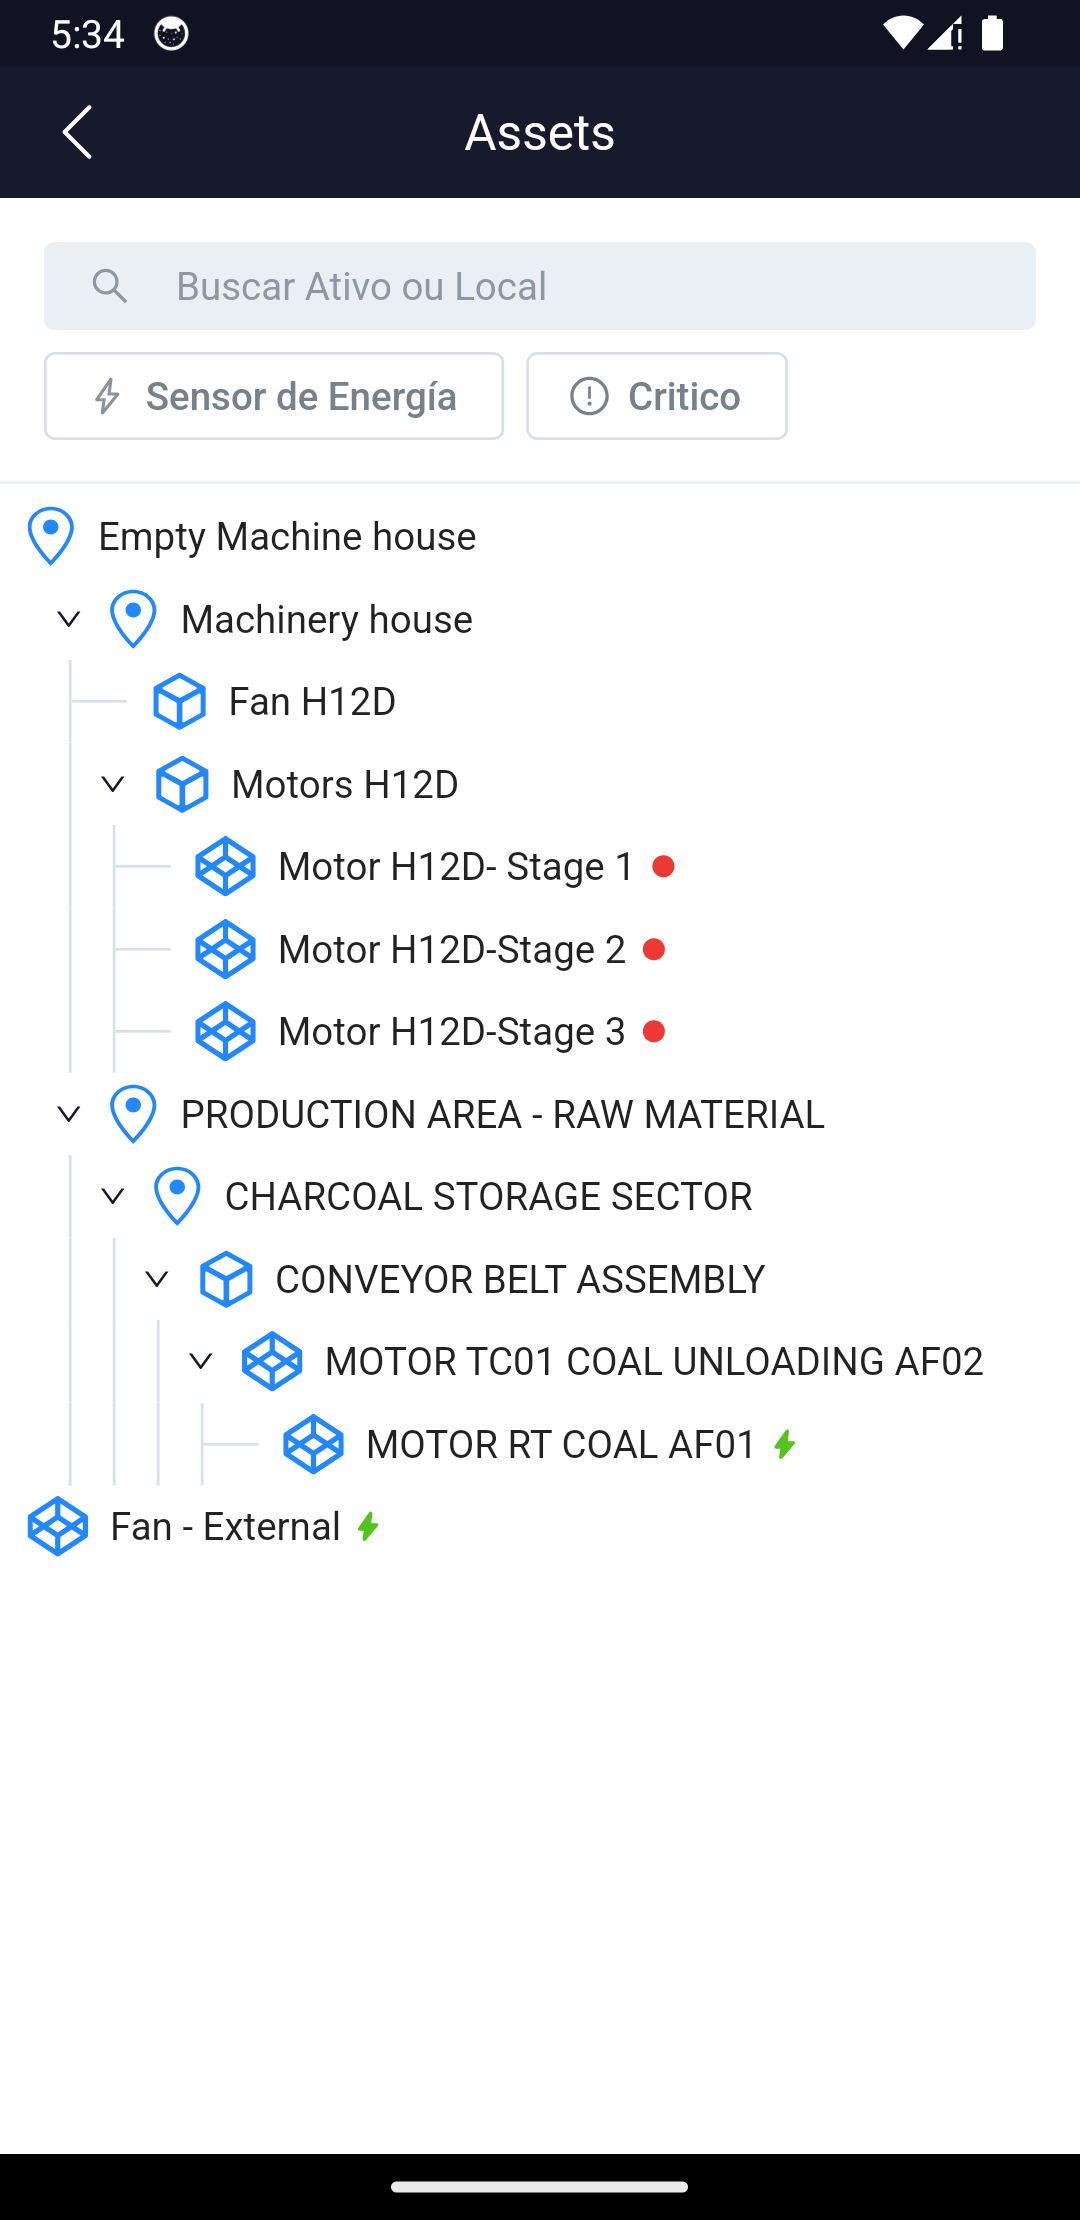 5:34
Assets
Buscar Ativo ou Local
Sensor de Energía
Critico
Empty Machine house
Machinery house
Fan H12D
Motors H12D
Motor H12D- Stage 1
Motor H12D-Stage 2
Motor H12D-Stage 3
PRODUCTION AREA - RAW MATERIAL
CHARCOAL STORAGE SECTOR
CONVEYOR BELT ASSEMBLY
MOTOR TC01 COAL UNLOADING AF02
MOTOR RT COAL AF01
Fan - External